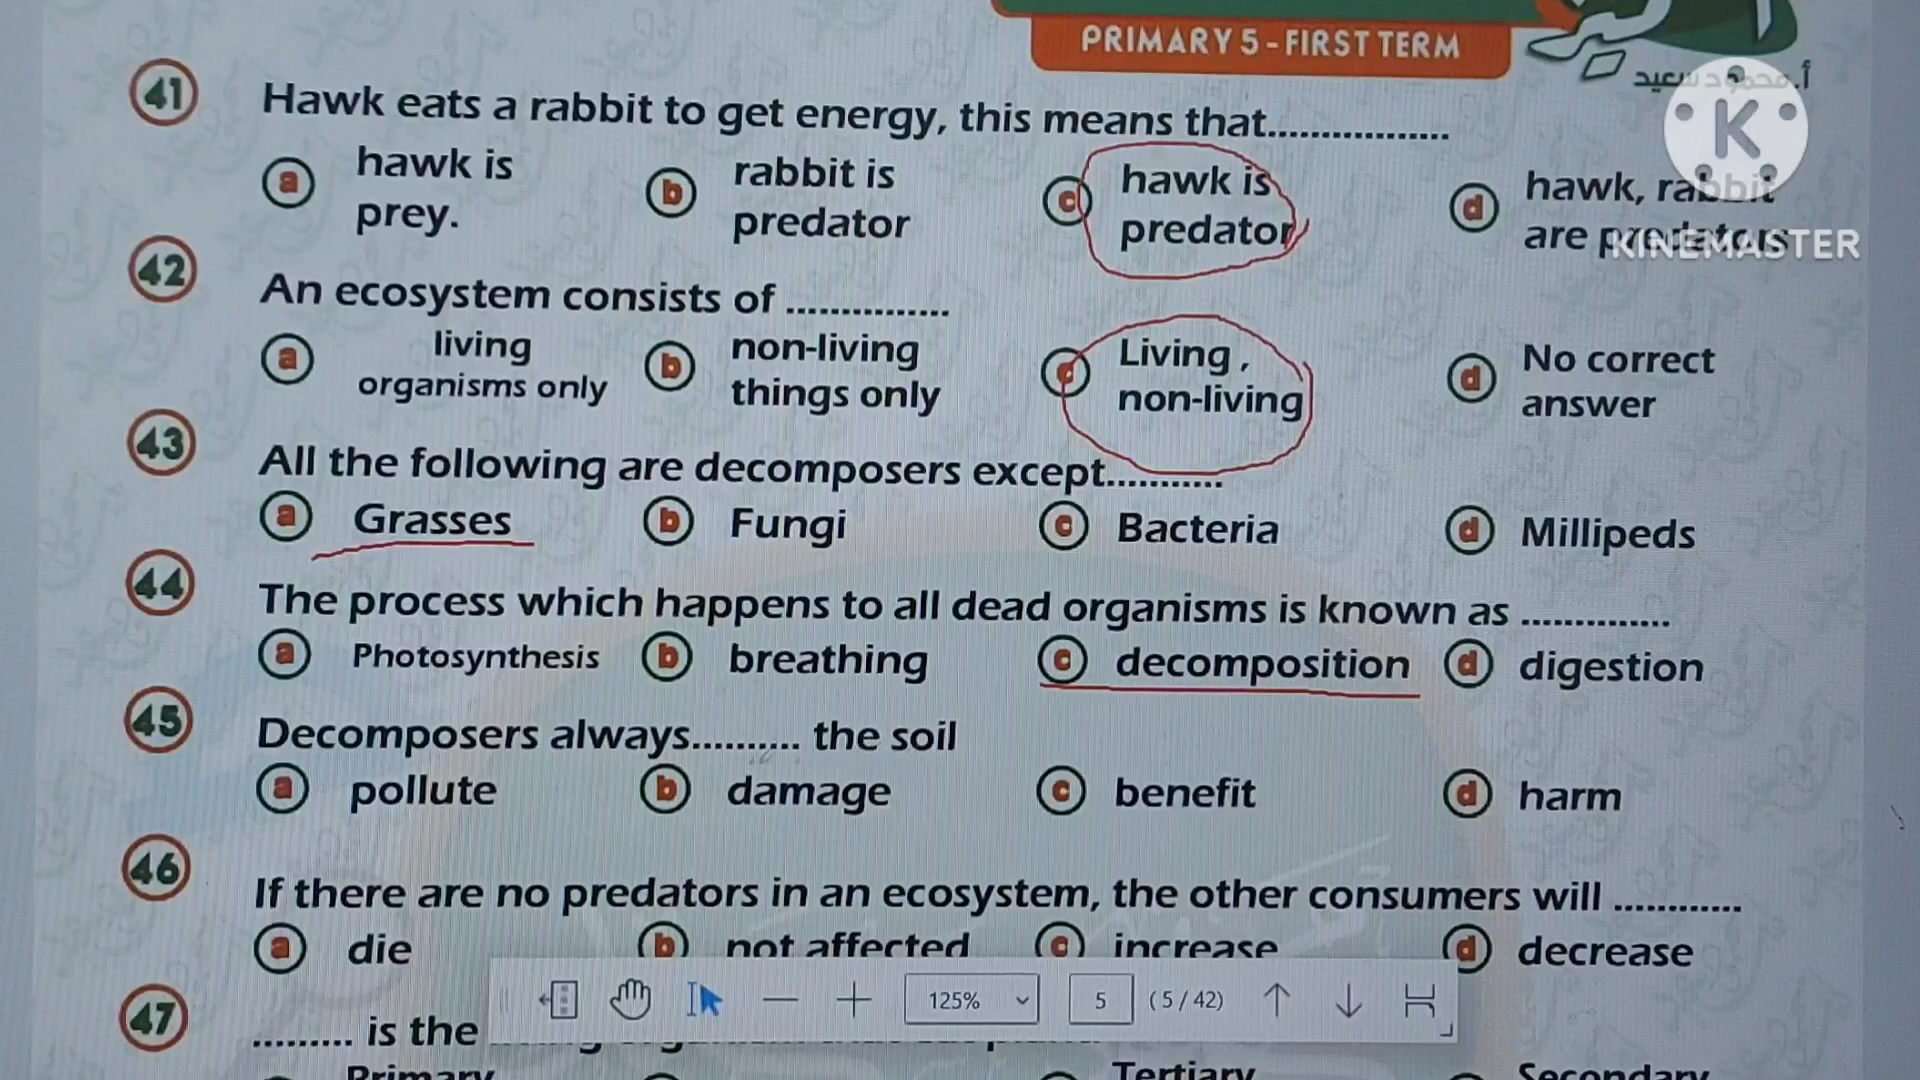 PRIMARY 5 - FIRST TERM
أ. محمود سعيد
K
KINEMASTER
41 Hawk eats a rabbit to get energy, this means that.................
a hawk is prey. b rabbit is predator c hawk is predator d hawk, rabbit are predators
42 An ecosystem consists of ...............
a living organisms only b non-living things only c Living , non-living d No correct answer
43 All the following are decomposers except...........
a Grasses b Fungi c Bacteria d Millipeds
44 The process which happens to all dead organisms is known as ..............
a Photosynthesis b breathing c decomposition d digestion
45 Decomposers always.......... the soil
a pollute b damage c benefit d harm
46 If there are no predators in an ecosystem, the other consumers will ............
a die b not affected c increase d decrease
125% 5 (5 / 42)
47 ......... is the
Primary Tertiary Secondary